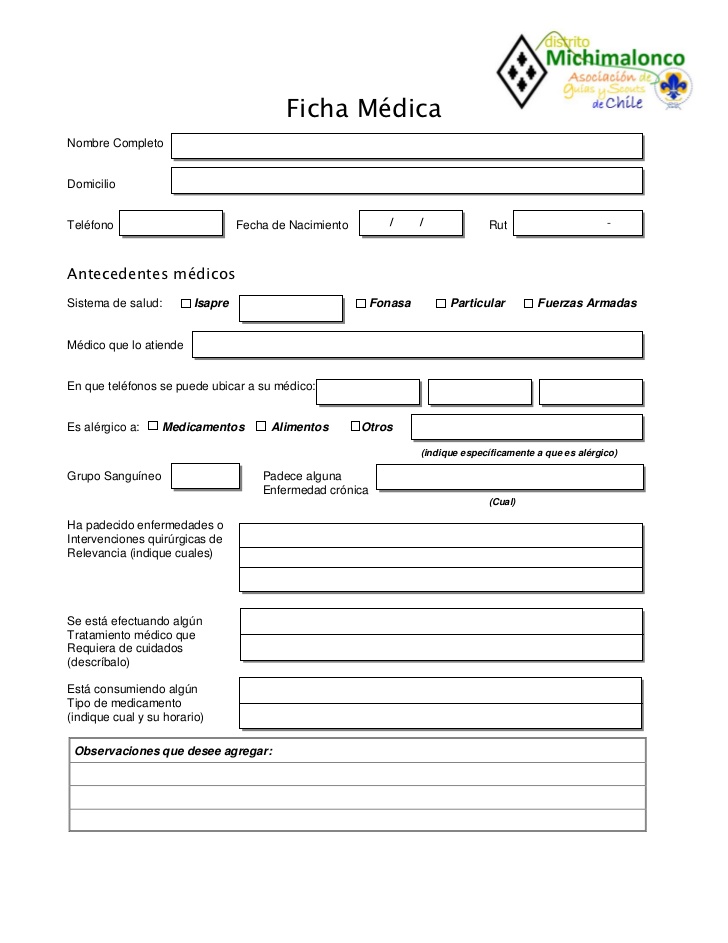 distrito
Michimalonco
Asociación de
Guías y Scouts
de Chile
Ficha Médica
Nombre Completo
Domicilio
Teléfono Fecha de Nacimiento / / Rut -
Antecedentes médicos
Sistema de salud: Isapre Fonasa Particular Fuerzas Armadas
Médico que lo atiende
En que teléfonos se puede ubicar a su médico:
Es alérgico a: Medicamentos Alimentos Otros
(indique específicamente a que es alérgico)
Grupo Sanguíneo Padece alguna
Enfermedad crónica
(Cual)
Ha padecido enfermedades o
Intervenciones quirúrgicas de
Relevancia (indique cuales)
Se está efectuando algún
Tratamiento médico que
Requiera de cuidados
(descríbalo)
Está consumiendo algún
Tipo de medicamento
(indique cual y su horario)
Observaciones que desee agregar: